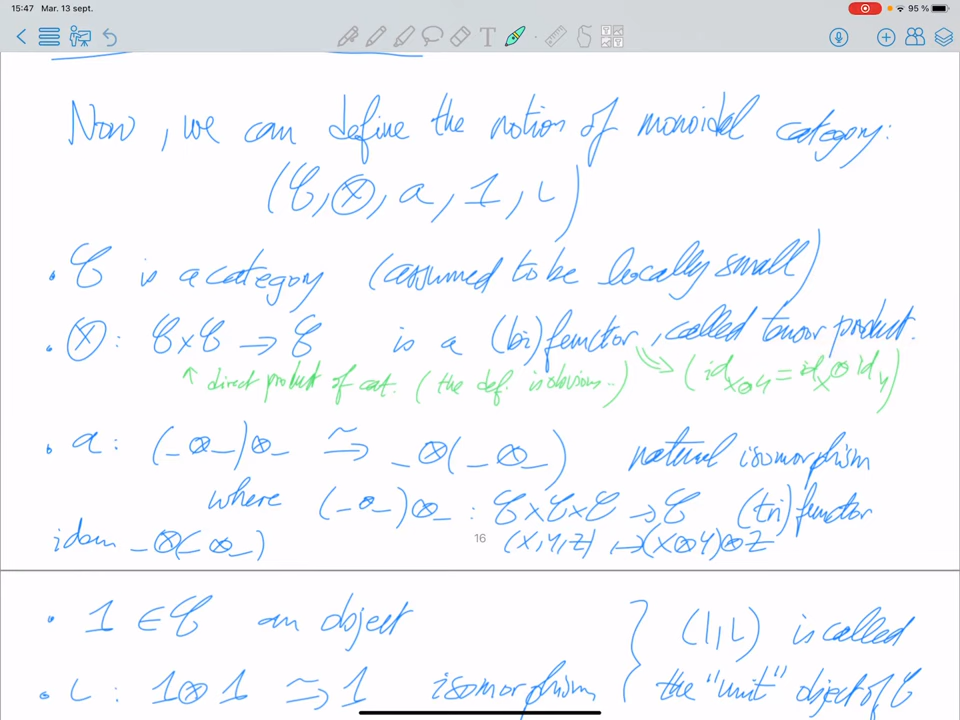 15:47 Mar. 13 sept. 95 %
Now, we can define the notion of monoidal category:
(𝒞, ⊗, a, 1, ι)
• 𝒞 is a category (assumed to be locally small)
• ⊗: 𝒞×𝒞 → 𝒞 is a (bi)functor, called tensor product.
↑ direct product of cat. (the def. is obvious..) (id_{X⊗Y} = id_X ⊗ id_Y)
• a: (_⊗_)⊗_ ≅⇒ _⊗(_⊗_) natural isomorphism
where (_⊗_)⊗_ : 𝒞×𝒞×𝒞 → 𝒞 (tri)functor
idem _⊗(_⊗_) (X,Y,Z) ↦ (X⊗Y)⊗Z
16
• 1 ∈ 𝒞 an object } (1, ι) is called
• ι: 1⊗1 ≅→ 1 isomorphism the "unit" object of 𝒞